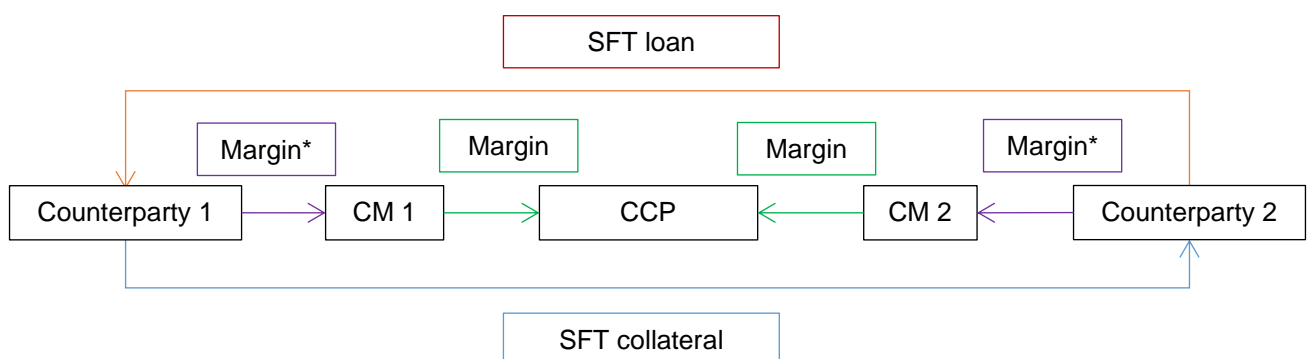 SFT loan
Margin*
Margin
Margin
Margin*
Counterparty 1
CM 1
CCP
CM 2
Counterparty 2
SFT collateral